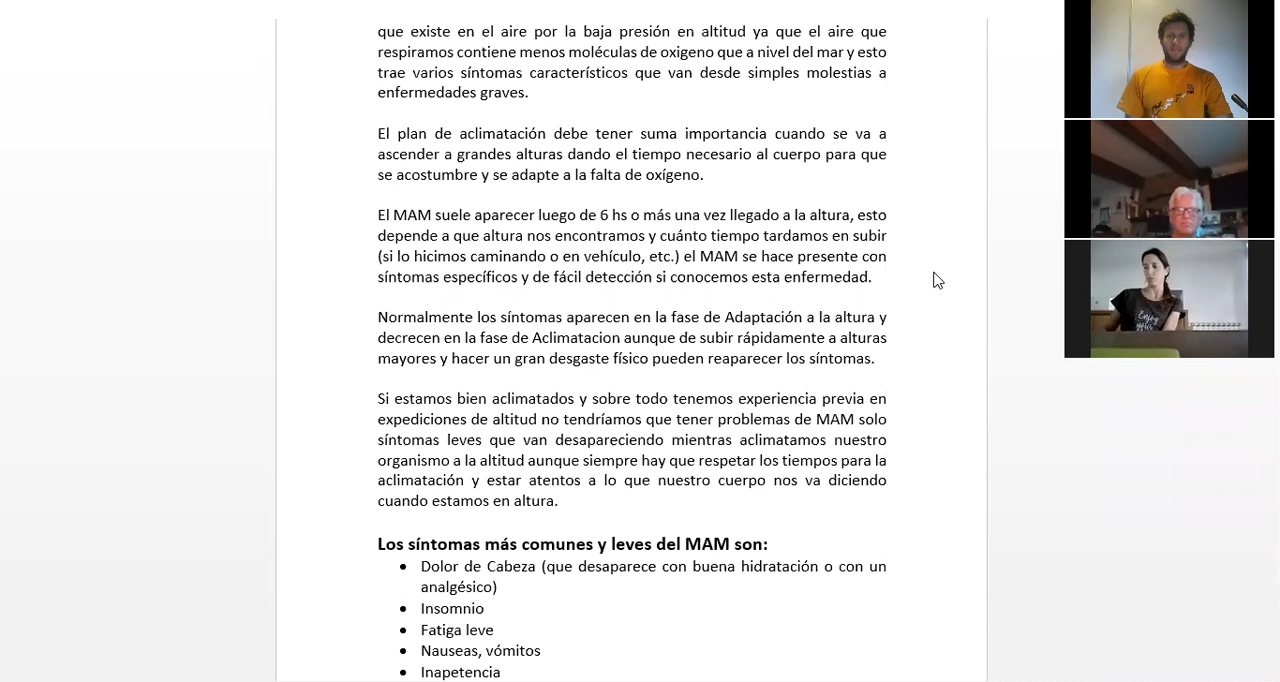 que existe en el aire por la baja presión en altitud ya que el aire que
respiramos contiene menos moléculas de oxigeno que a nivel del mar y esto
trae varios síntomas característicos que van desde simples molestias a
enfermedades graves.
El plan de aclimatación debe tener suma importancia cuando se va a
ascender a grandes alturas dando el tiempo necesario al cuerpo para que
se acostumbre y se adapte a la falta de oxígeno.
El MAM suele aparecer luego de 6 hs o más una vez llegado a la altura, esto
depende a que altura nos encontramos y cuánto tiempo tardamos en subir
(si lo hicimos caminando o en vehículo, etc.) el MAM se hace presente con
síntomas específicos y de fácil detección si conocemos esta enfermedad.
Normalmente los síntomas aparecen en la fase de Adaptación a la altura y
decrecen en la fase de Aclimatacion aunque de subir rápidamente a alturas
mayores y hacer un gran desgaste físico pueden reaparecer los síntomas.
Si estamos bien aclimatados y sobre todo tenemos experiencia previa en
expediciones de altitud no tendríamos que tener problemas de MAM solo
síntomas leves que van desapareciendo mientras aclimatamos nuestro
organismo a la altitud aunque siempre hay que respetar los tiempos para la
aclimatación y estar atentos a lo que nuestro cuerpo nos va diciendo
cuando estamos en altura.
Los síntomas más comunes y leves del MAM son:
• Dolor de Cabeza (que desaparece con buena hidratación o con un
analgésico)
• Insomnio
• Fatiga leve
• Nauseas, vómitos
• Inapetencia
Enjoy